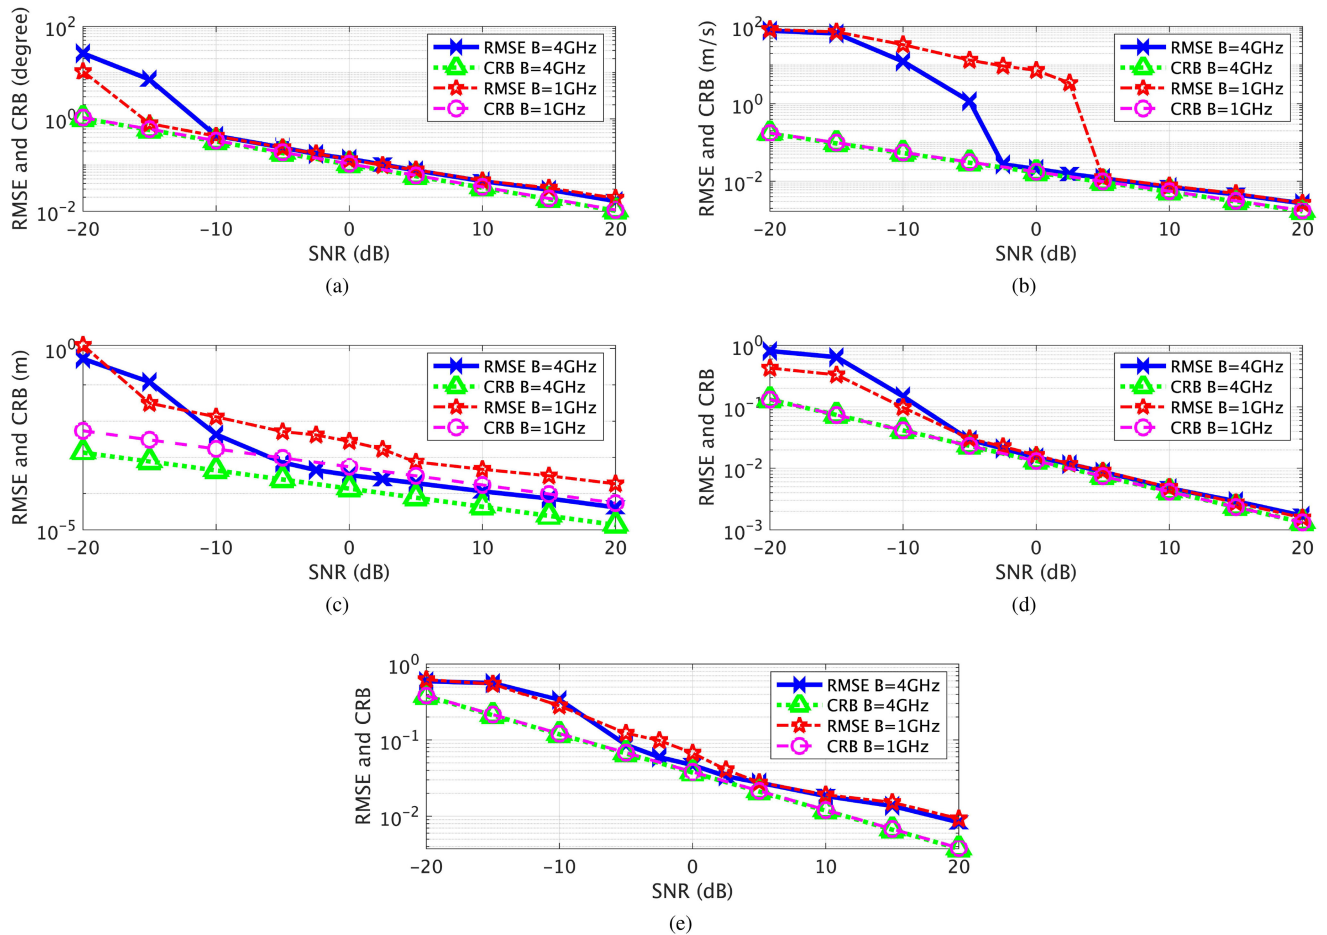 (a)
RMSE and CRB (degree)
10^2
10^0
10^-2
RMSE B=4GHz
CRB B=4GHz
RMSE B=1GHz
CRB B=1GHz
-20 -10 0 10 20
SNR (dB)
(a)
RMSE and CRB (m/s)
10^2
10^0
10^-2
RMSE B=4GHz
CRB B=4GHz
RMSE B=1GHz
CRB B=1GHz
-20 -10 0 10 20
SNR (dB)
(b)
RMSE and CRB (m)
10^0
10^-5
RMSE B=4GHz
CRB B=4GHz
RMSE B=1GHz
CRB B=1GHz
-20 -10 0 10 20
SNR (dB)
(c)
RMSE and CRB
10^0
10^-1
10^-2
10^-3
RMSE B=4GHz
CRB B=4GHz
RMSE B=1GHz
CRB B=1GHz
-20 -10 0 10 20
SNR (dB)
(d)
RMSE and CRB
10^0
10^-1
10^-2
RMSE B=4GHz
CRB B=4GHz
RMSE B=1GHz
CRB B=1GHz
-20 -10 0 10 20
SNR (dB)
(e)